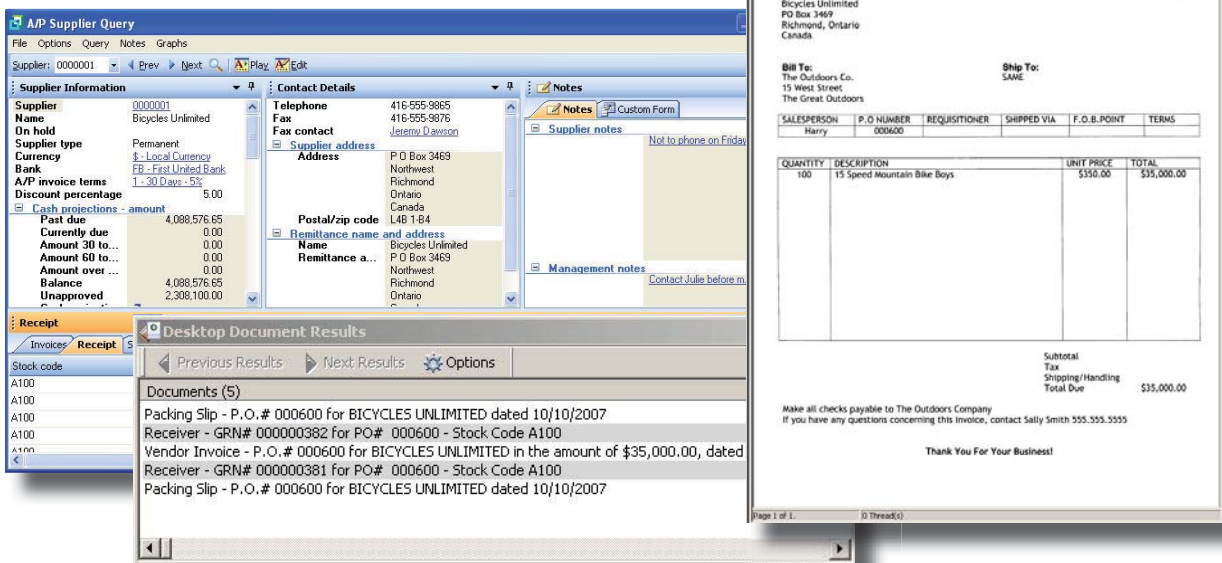 A/P Supplier Query
File Options Query Notes Graphs
Supplier: 0000001 Prev Next Play Edit
Supplier Information
Supplier 0000001
Name Bicycles Unlimited
On hold
Supplier type Permanent
Currency $ - Local Currency
Bank FB - First United Bank
A/P invoice terms 1 - 30 Days - 5%
Discount percentage 5.00
Cash projections - amount
Past due 4,088,576.65
Currently due 0.00
Amount 30 to... 0.00
Amount 60 to... 0.00
Amount over ... 0.00
Balance 4,088,576.65
Unapproved 2,308,100.00
Contact Details
Telephone 416-555-9865
Fax 416-555-9876
Fax contact Jeremy Dawson
Supplier address
Address P O Box 3469
Northwest
Richmond
Ontario
Canada
Postal/zip code L4B 1-B4
Remittance name and address
Name Bicycles Unlimited
Remittance a... P O Box 3469
Northwest
Richmond
Ontario
Notes
Notes Custom Form
Supplier notes
Not to phone on Friday
Management notes
Contact Julie before m
Receipt
Invoices Receipt S
Stock code
A100
A100
A100
A100
A100
Desktop Document Results
Previous Results Next Results Options
Documents (5)
Packing Slip - P.O.# 000600 for BICYCLES UNLIMITED dated 10/10/2007
Receiver - GRN# 000000382 for PO# 000600 - Stock Code A100
Vendor Invoice - P.O.# 000600 for BICYCLES UNLIMITED in the amount of $35,000.00, dated
Receiver - GRN# 000000381 for PO# 000600 - Stock Code A100
Packing Slip - P.O.# 000600 for BICYCLES UNLIMITED dated 10/10/2007
Bicycles Unlimited
PO Box 3469
Richmond, Ontario
Canada
Bill To: Ship To:
The Outdoors Co. SAME
15 West Street
The Great Outdoors
SALESPERSON P.O NUMBER REQUISITIONER SHIPPED VIA F.O.B.POINT TERMS
Harry 000600
QUANTITY DESCRIPTION UNIT PRICE TOTAL
100 15 Speed Mountain Bike Boys $350.00 $35,000.00
Subtotal
Tax
Shipping/Handling
Total Due $35,000.00
Make all checks payable to The Outdoors Company
If you have any questions concerning this invoice, contact Sally Smith 555.555.5555
Thank You For Your Business!
Page 1 of 1. 0 Thread(s)